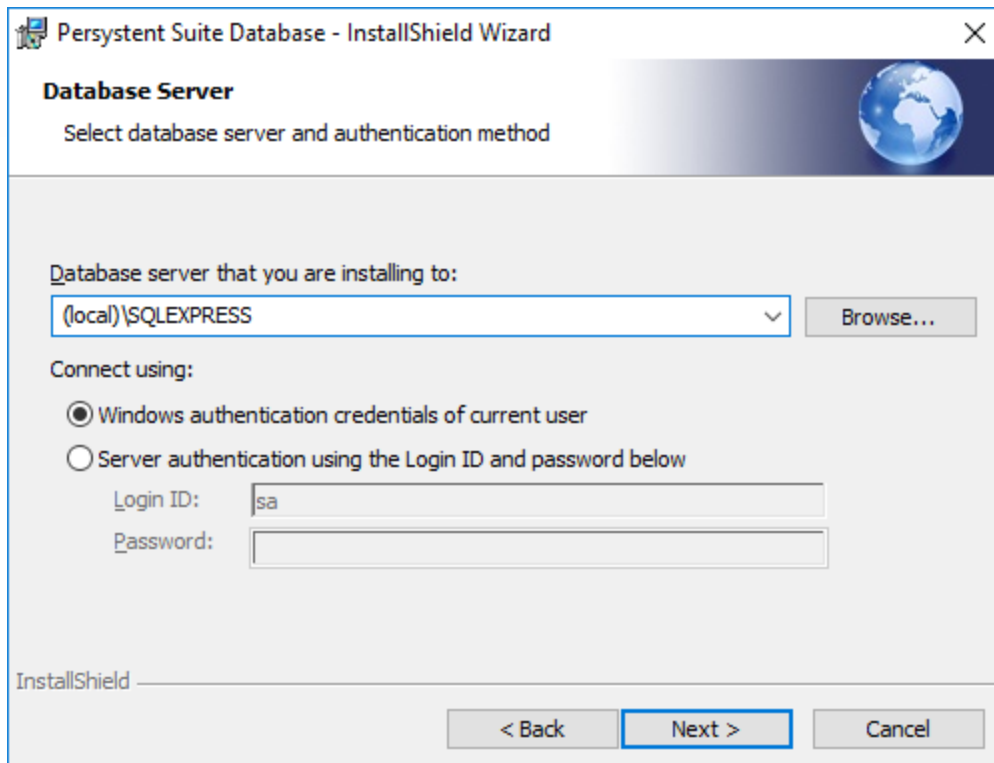 Persystent Suite Database - InstallShield Wizard
Database Server
Select database server and authentication method
Database server that you are installing to:
(local)\SQLEXPRESS
Browse...
Connect using:
Windows authentication credentials of current user
Server authentication using the Login ID and password below
Login ID:
sa
Password:
InstallShield
< Back
Next >
Cancel